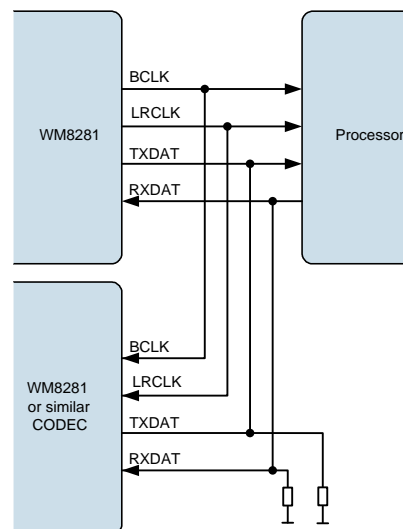 BCLK
LRCLK
WM8281
Processor
TXDAT
RXDAT
BCLK
LRCLK
WM8281
or similar
CODEC
TXDAT
RXDAT